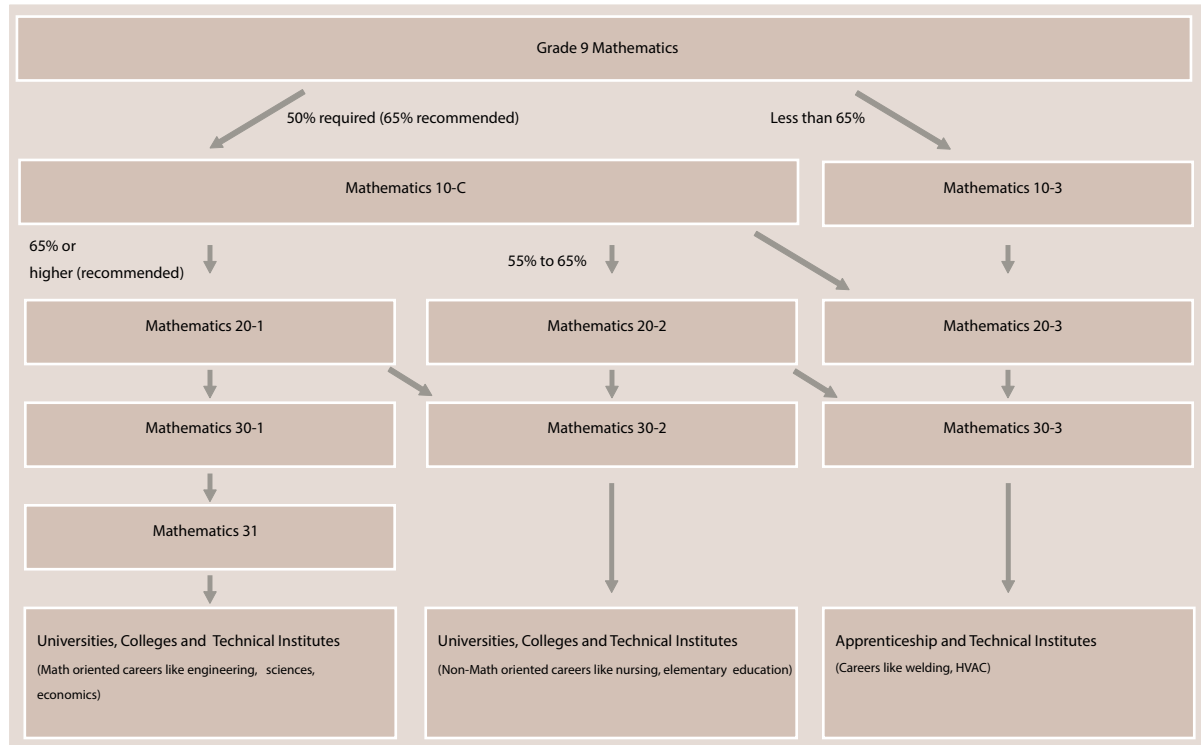 Grade 9 Mathematics
50% required (65% recommended)
Less than 65%
Mathematics 10-C
Mathematics 10-3
65% or
higher (recommended)
55% to 65%
Mathematics 20-1
Mathematics 20-2
Mathematics 20-3
Mathematics 30-1
Mathematics 30-2
Mathematics 30-3
Mathematics 31
Universities, Colleges and Technical Institutes
(Math oriented careers like engineering, sciences,
economics)
Universities, Colleges and Technical Institutes
(Non-Math oriented careers like nursing, elementary education)
Apprenticeship and Technical Institutes
(Careers like welding, HVAC)